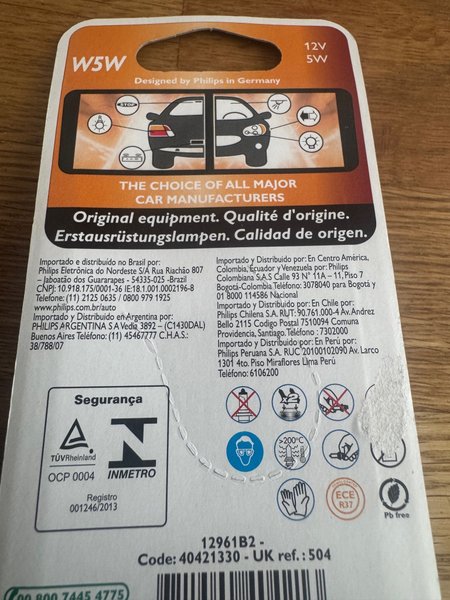 W5W
12V
5W
Designed by Philips in Germany
STOP
THE CHOICE OF ALL MAJOR
CAR MANUFACTURERS
Original equipment. Qualité d'origine.
Erstausrüstungslampen. Calidad de origen.
Importado e distribuido no Brasil por:
Philips Eletrônica do Nordeste S/A Rua Riachão 807
– Jaboatão dos Guararapes - 54335-025 -Brasil
CNPJ: 10.918.175/0001-36 IE:18.1.001.0002196-8
Telefone: (11) 2125 0635 / 0800 979 1925
www.philips.com.br/auto
Importado y Distribuido en Argentina por:
PHILIPS ARGENTINA S.A Vedia 3892 – (C1430DAL)
Buenos Aires Teléfono: (11) 45467777 C.H.A.S.:
38/788/07
Importado y Distribuido por: En Centro América,
Colombia, Ecuador y Venezuela por: Philips
Colombiana S.A.S Calle 93 N° 11A – 11, Piso 7
Bogotá-Colombia.Teléfono: 3078040 para Bogotá y
01 8000 114586 Nacional
Importado y Distribuido por: En Chile por:
Philips Chilena S.A. RUT: 90.761.000-4 Av. Andrez
Bello 2115 Codigo Postal 7510094 Comuna
Providencia, Santiago. Teléfono: 7302000
Importado y Distribuido por: En Perú por:
Philips Peruana S.A. RUC 20100102090 Av. Larco
1301 4to. Piso Miraflores Lima Perú
Teléfono: 6106200
Segurança
TÜVRheinland
OCP 0004
INMETRO
Registro
001246/2013
>200°C
ECE
R37
Pb free
12961B2 -
Code: 40421330 - UK ref.: 504
00 800 7445 4775